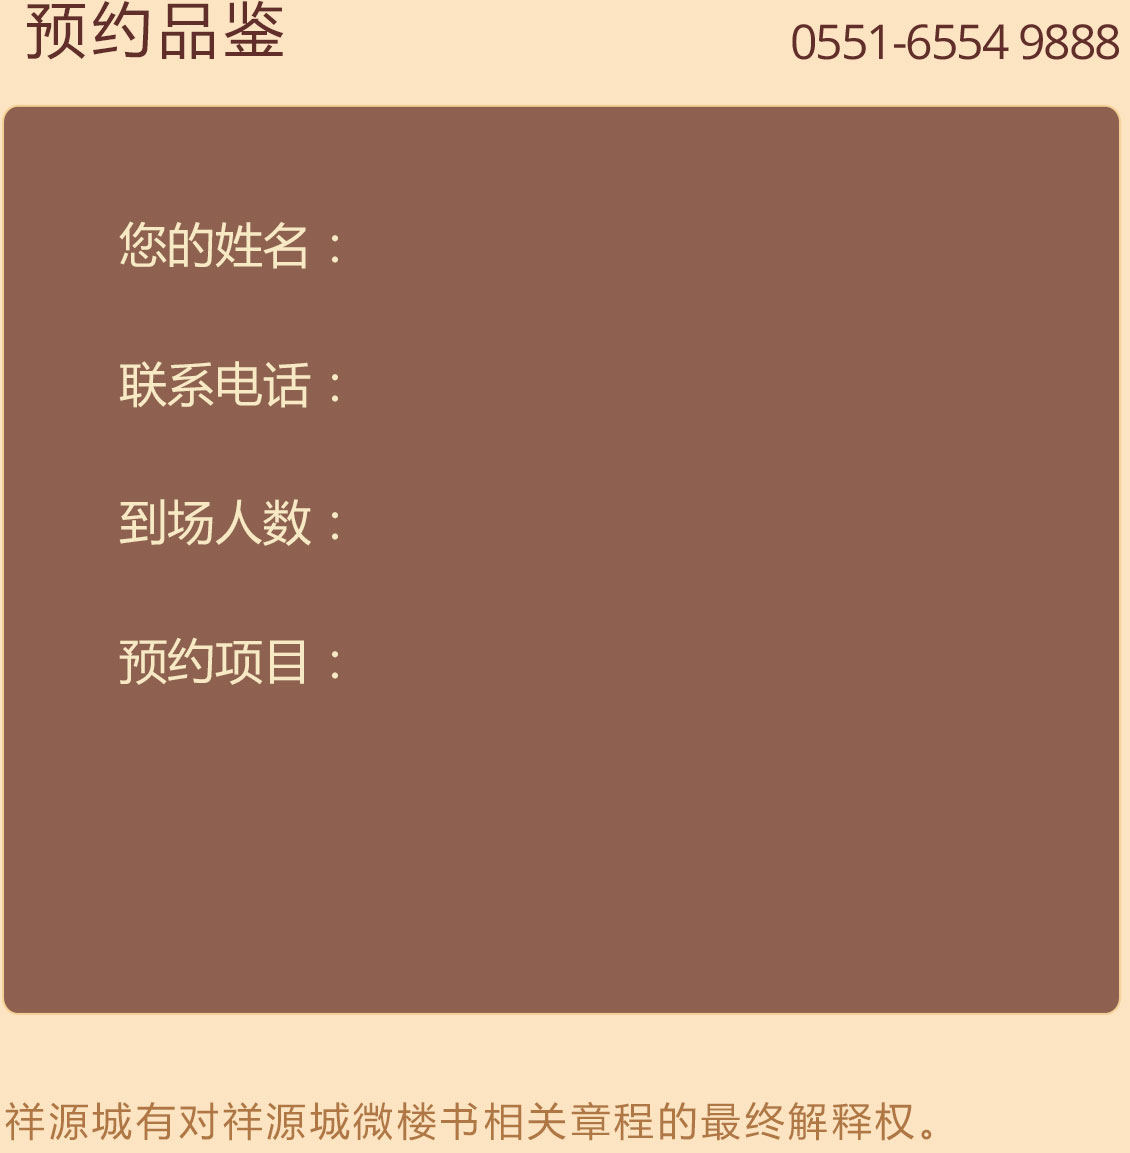 预约品鉴
0551-6554 9888
您的姓名：
联系电话：
到场人数：
预约项目：
祥源城有对祥源城微楼书相关章程的最终解释权。